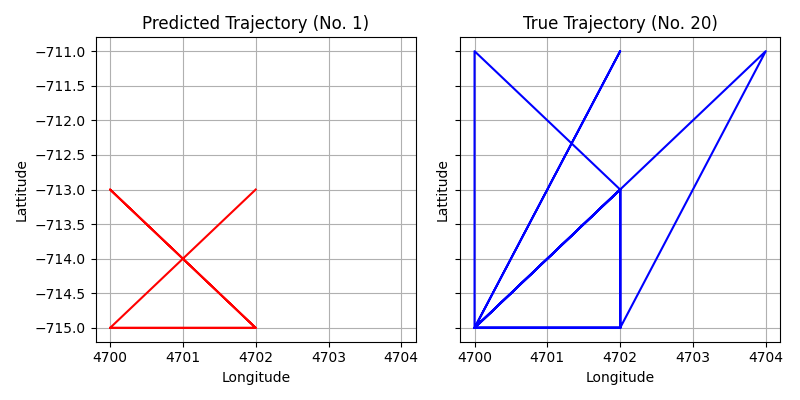 Predicted Trajectory (No. 1)
True Trajectory (No. 20)
Lattitude
−711.0
−711.5
−712.0
−712.5
−713.0
−713.5
−714.0
−714.5
−715.0
4700 4701 4702 4703 4704
Longitude
Lattitude
4700 4701 4702 4703 4704
Longitude